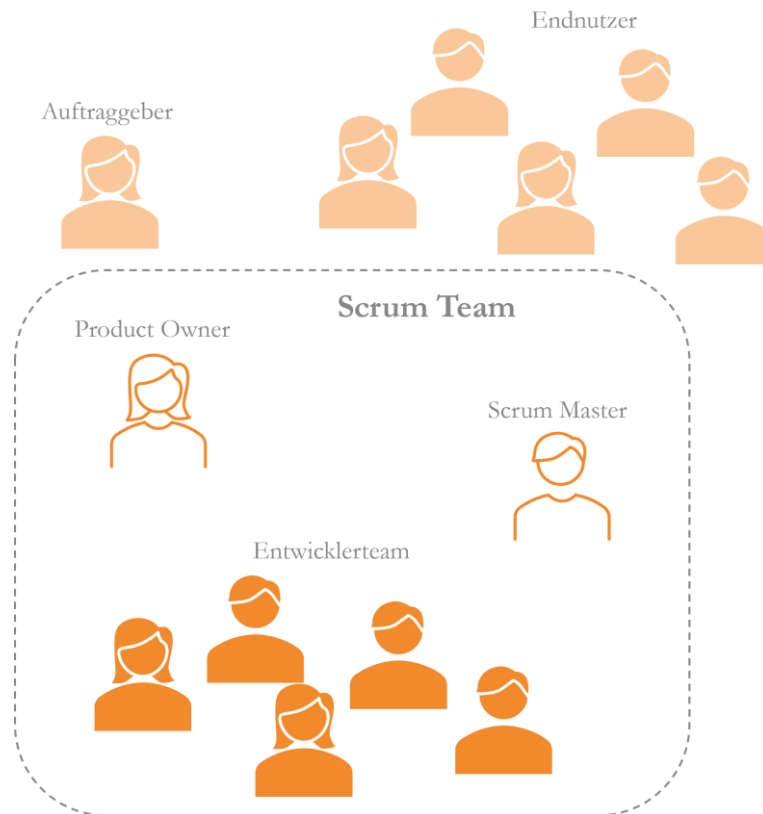 Endnutzer
Auftraggeber
Scrum Team
Product Owner
Scrum Master
Entwicklerteam